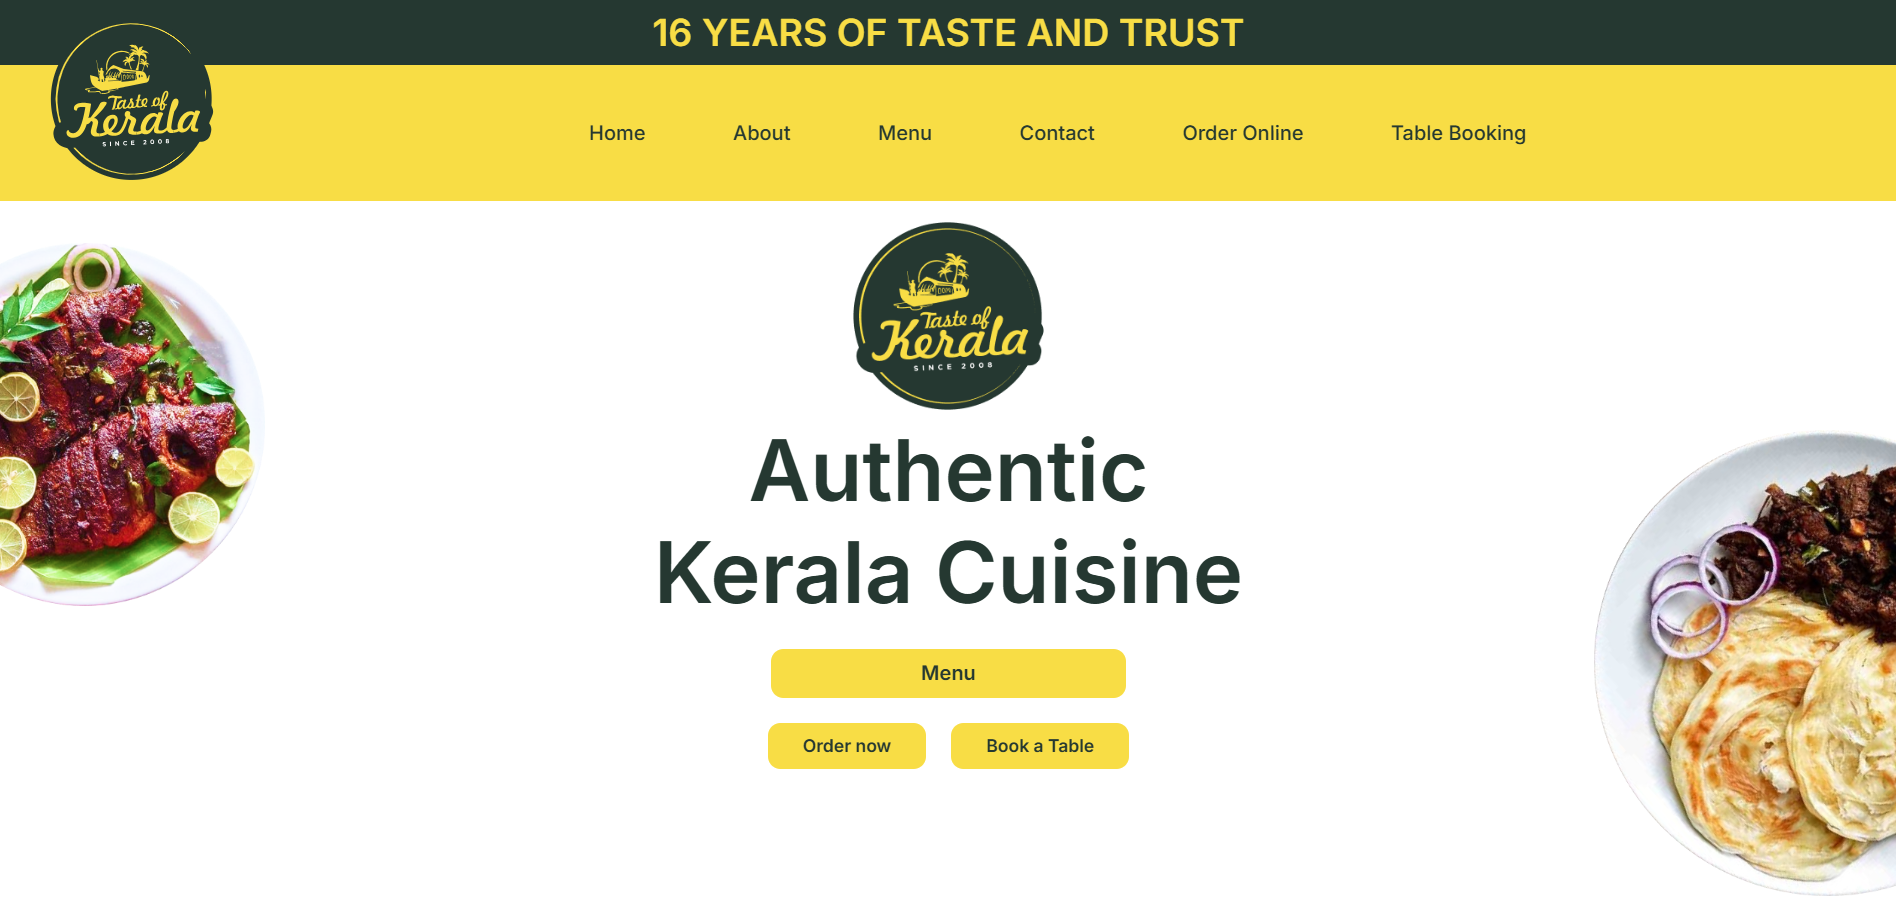 16 YEARS OF TASTE AND TRUST
Taste of
Kerala
SINCE 2008
Home About Menu Contact Order Online Table Booking
Taste of
Kerala
SINCE 2008
Authentic
Kerala Cuisine
Menu
Order now Book a Table